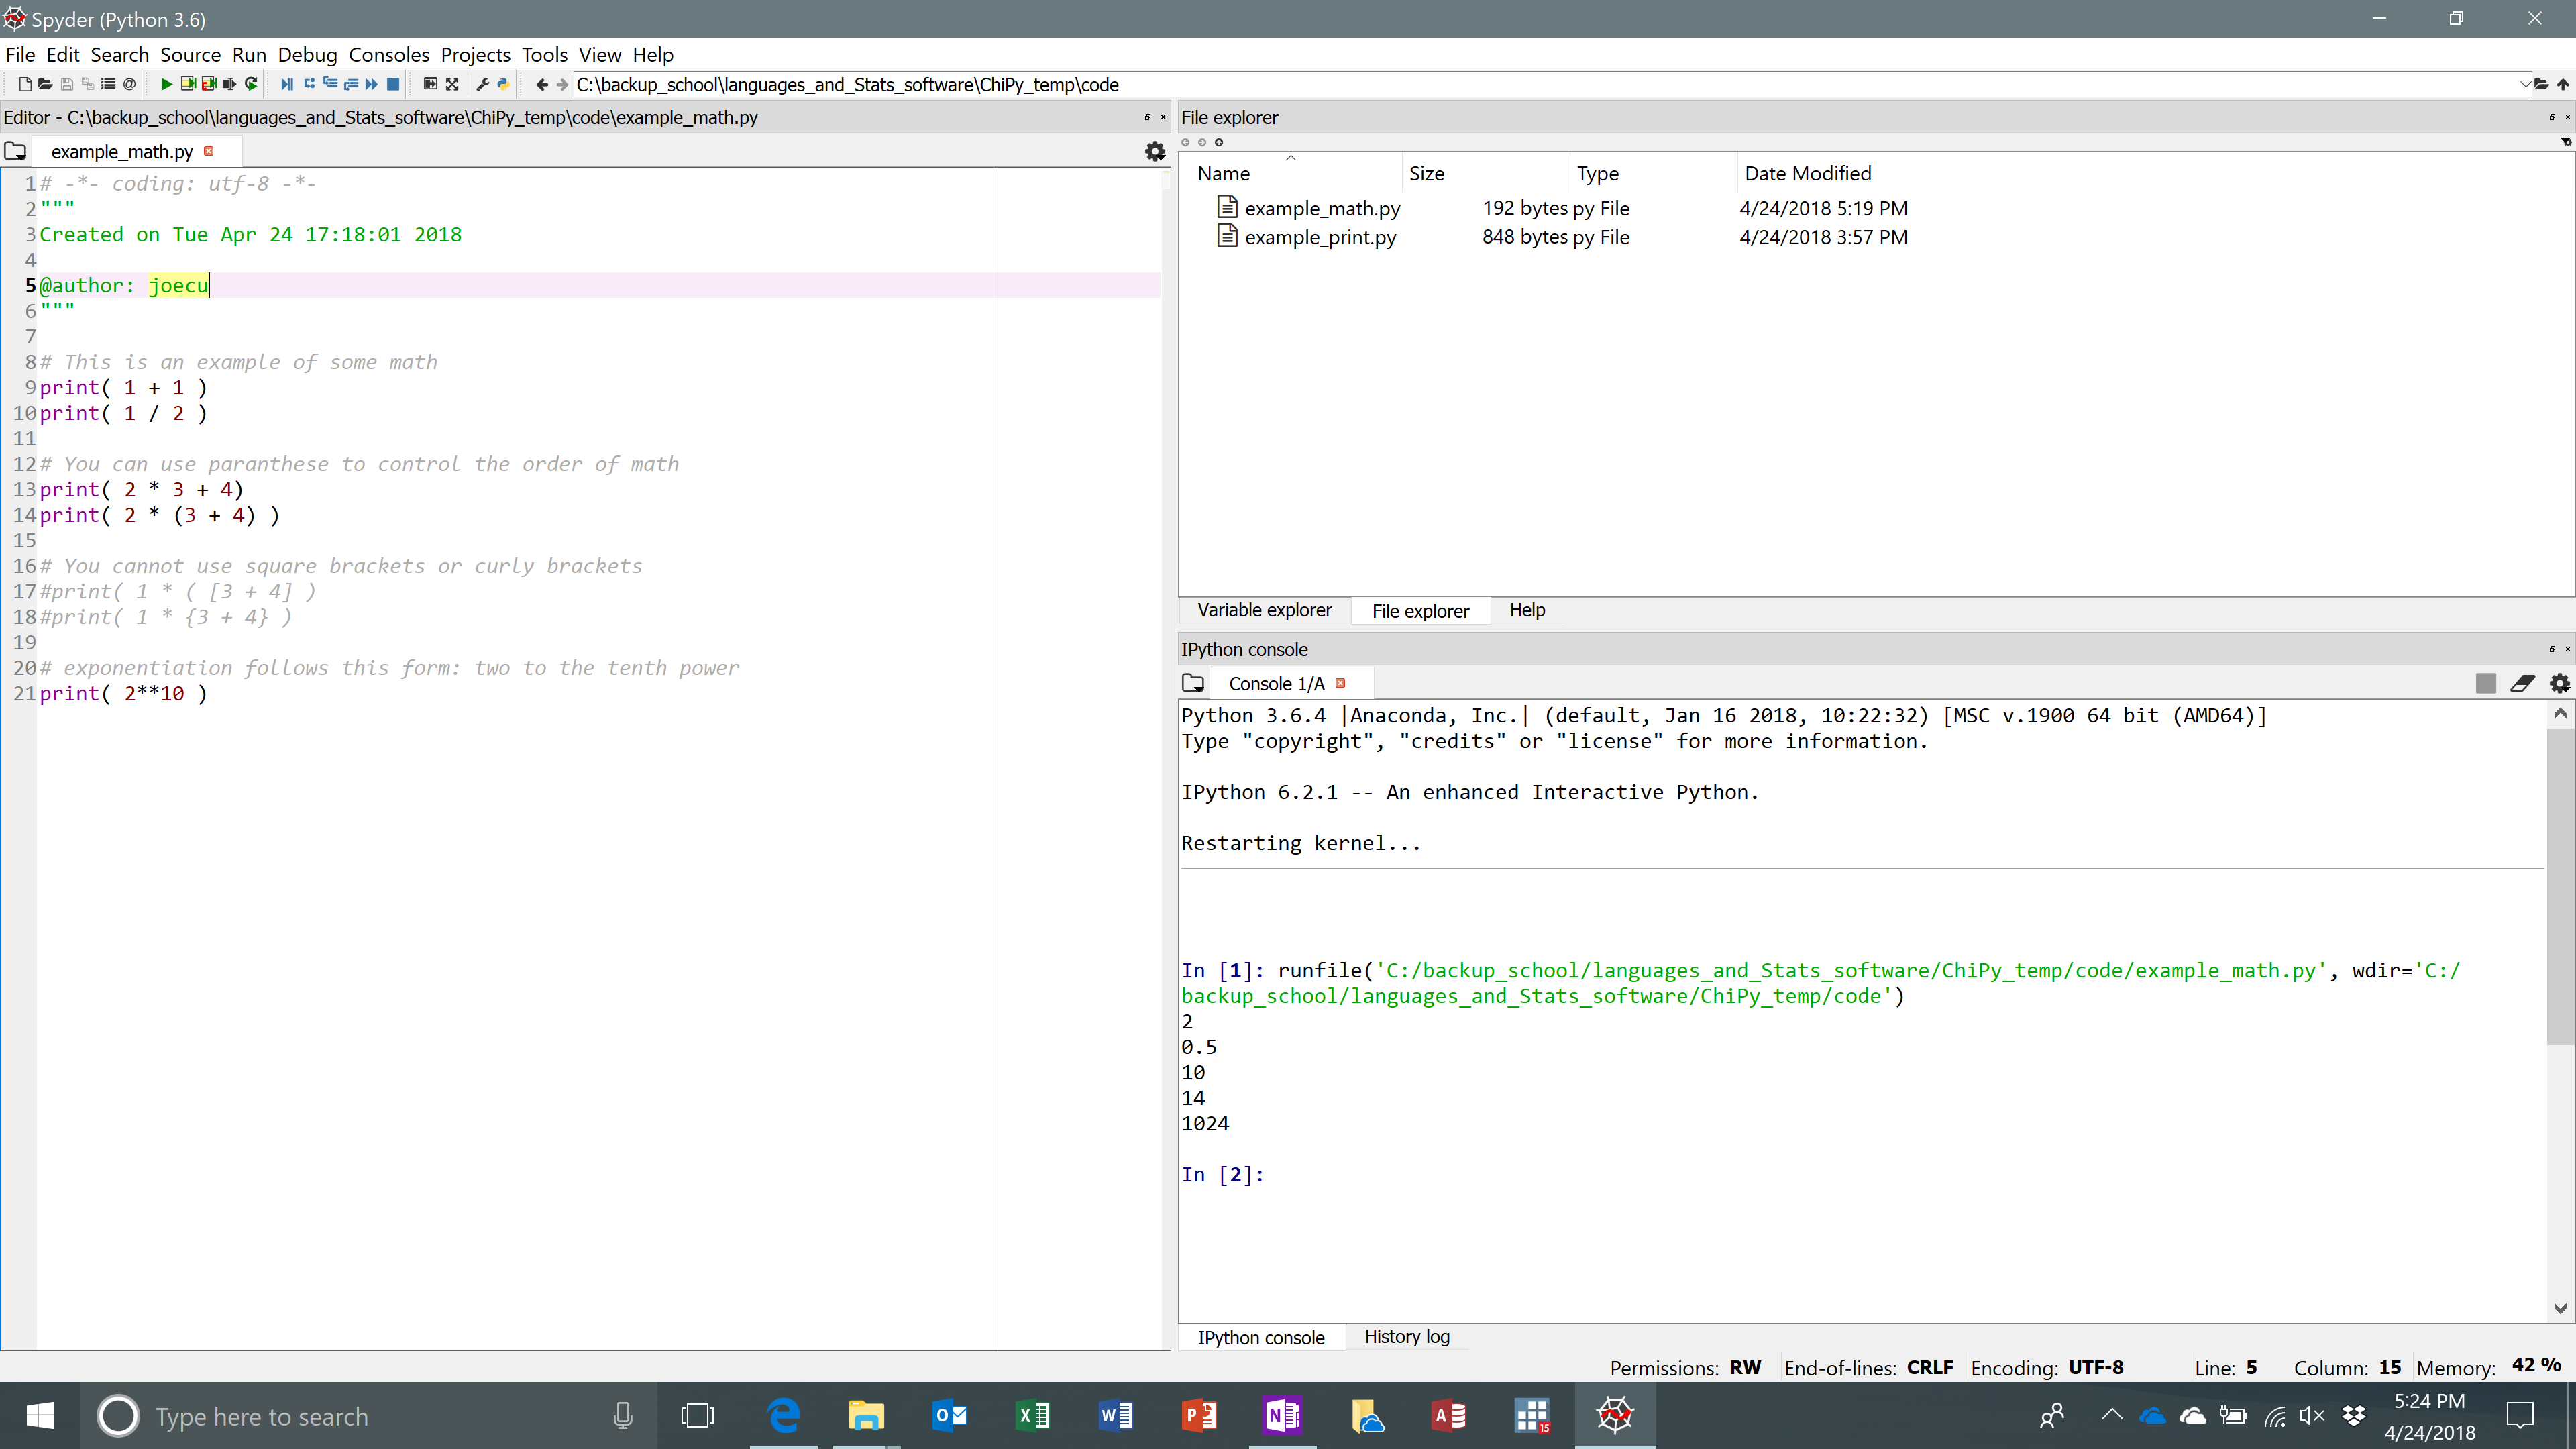 Spyder (Python 3.6)
File Edit Search Source Run Debug Consoles Projects Tools View Help
C:\backup_school\languages_and_Stats_software\ChiPy_temp\code
Editor - C:\backup_school\languages_and_Stats_software\ChiPy_temp\code\example_math.py
example_math.py
1 # -*- coding: utf-8 -*-
2 """
3 Created on Tue Apr 24 17:18:01 2018
4
5 @author: joecu
6 """
7
8 # This is an example of some math
9 print( 1 + 1 )
10 print( 1 / 2 )
11
12 # You can use paranthese to control the order of math
13 print( 2 * 3 + 4)
14 print( 2 * (3 + 4) )
15
16 # You cannot use square brackets or curly brackets
17 #print( 1 * ( [3 + 4] )
18 #print( 1 * {3 + 4} )
19
20 # exponentiation follows this form: two to the tenth power
21 print( 2**10 )
File explorer
Name Size Type Date Modified
example_math.py 192 bytes py File 4/24/2018 5:19 PM
example_print.py 848 bytes py File 4/24/2018 3:57 PM
Variable explorer File explorer Help
IPython console
Console 1/A
Python 3.6.4 |Anaconda, Inc.| (default, Jan 16 2018, 10:22:32) [MSC v.1900 64 bit (AMD64)]
Type "copyright", "credits" or "license" for more information.
IPython 6.2.1 -- An enhanced Interactive Python.
Restarting kernel...
In [1]: runfile('C:/backup_school/languages_and_Stats_software/ChiPy_temp/code/example_math.py', wdir='C:/
backup_school/languages_and_Stats_software/ChiPy_temp/code')
2
0.5
10
14
1024
In [2]:
IPython console History log
Permissions: RW End-of-lines: CRLF Encoding: UTF-8 Line: 5 Column: 15 Memory: 42 %
Type here to search
15
5:24 PM
4/24/2018